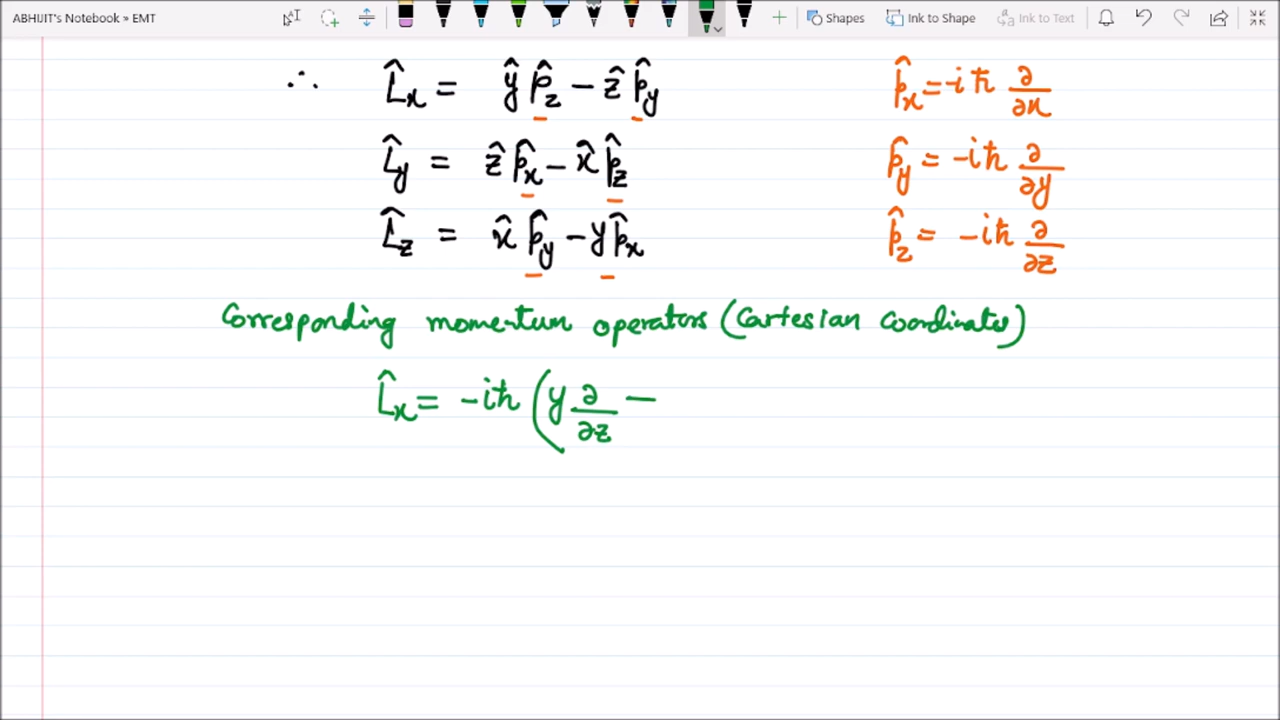 ABHIJIT's Notebook » EMT Shapes Ink to Shape Ink to Text
∴ L̂x = ŷ p̂z − ẑ p̂y p̂x = -iħ ∂/∂x
L̂y = ẑ p̂x − x̂ p̂z p̂y = -iħ ∂/∂y
L̂z = x̂ p̂y − y p̂x p̂z = -iħ ∂/∂z
Corresponding momentum operators (Cartesian Coordinates)
L̂x = -iħ (y ∂/∂z −